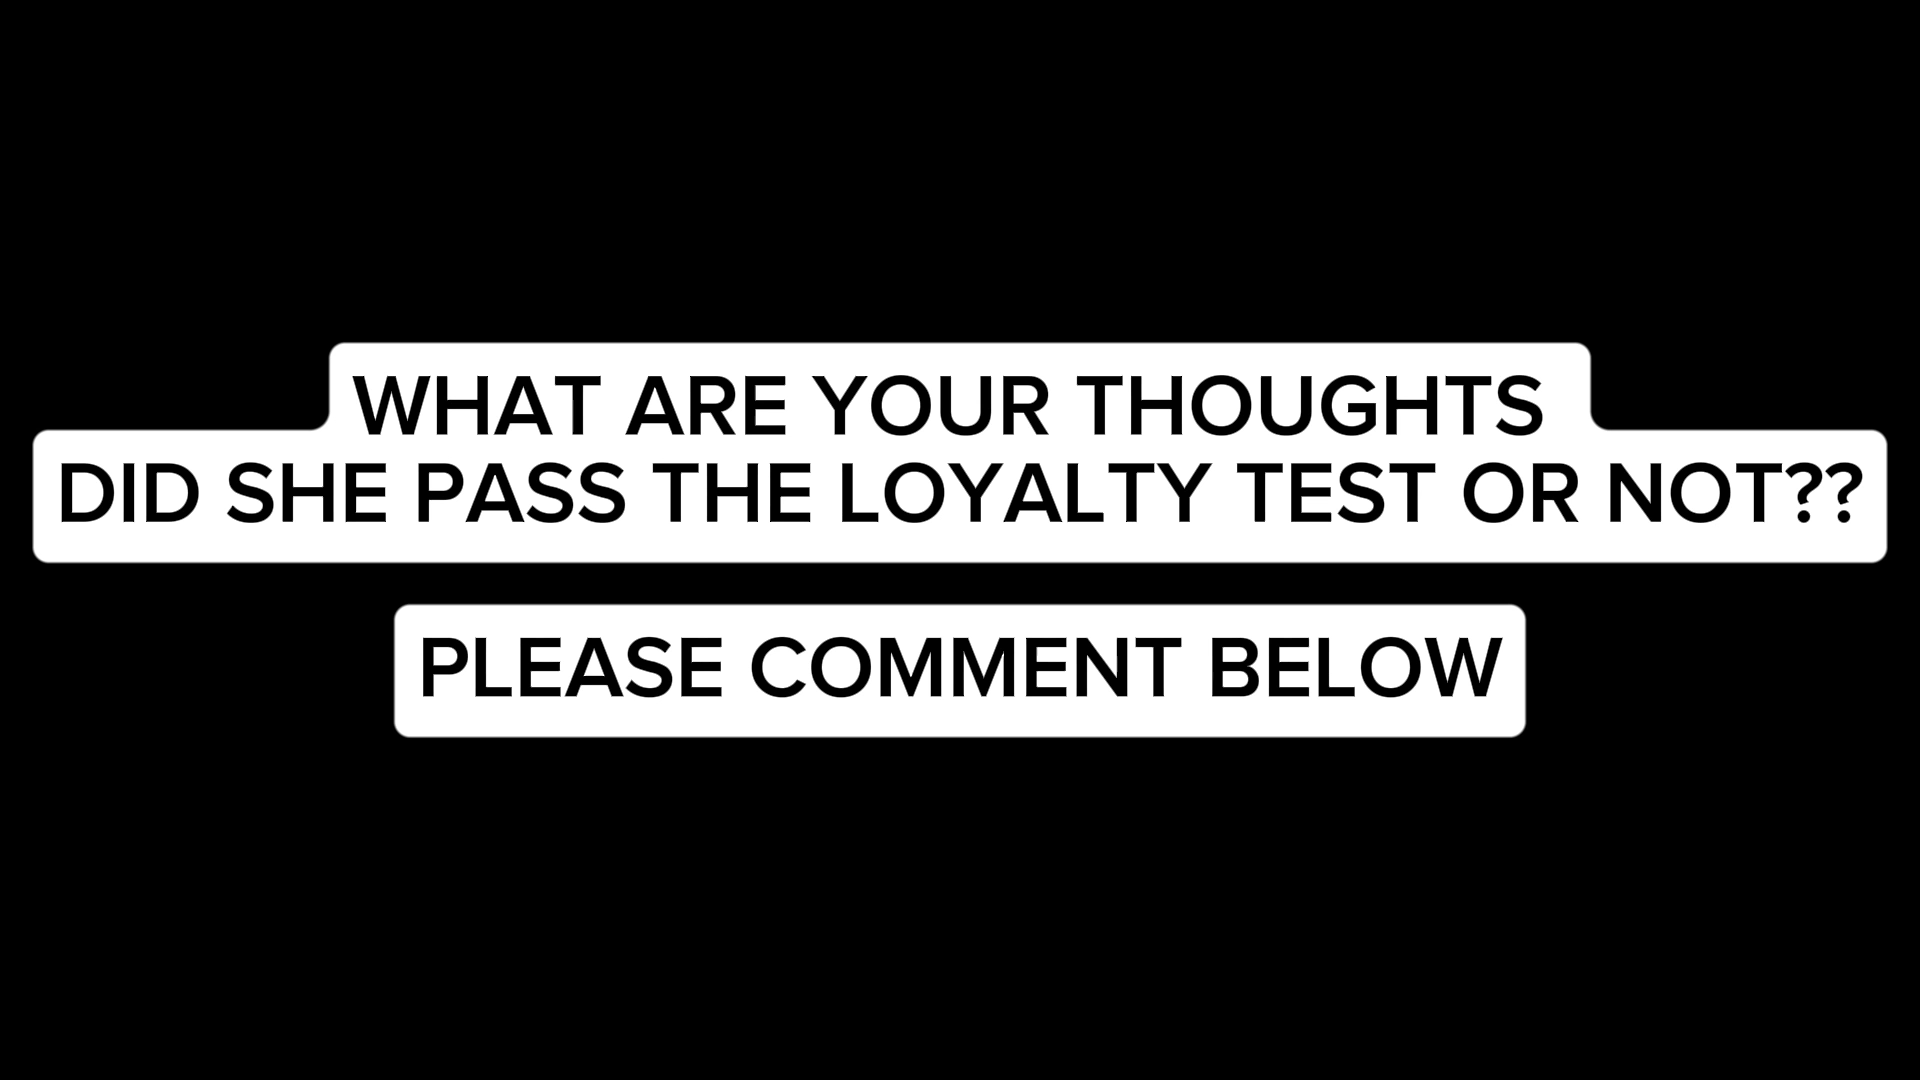 WHAT ARE YOUR THOUGHTS
DID SHE PASS THE LOYALTY TEST OR NOT??
PLEASE COMMENT BELOW